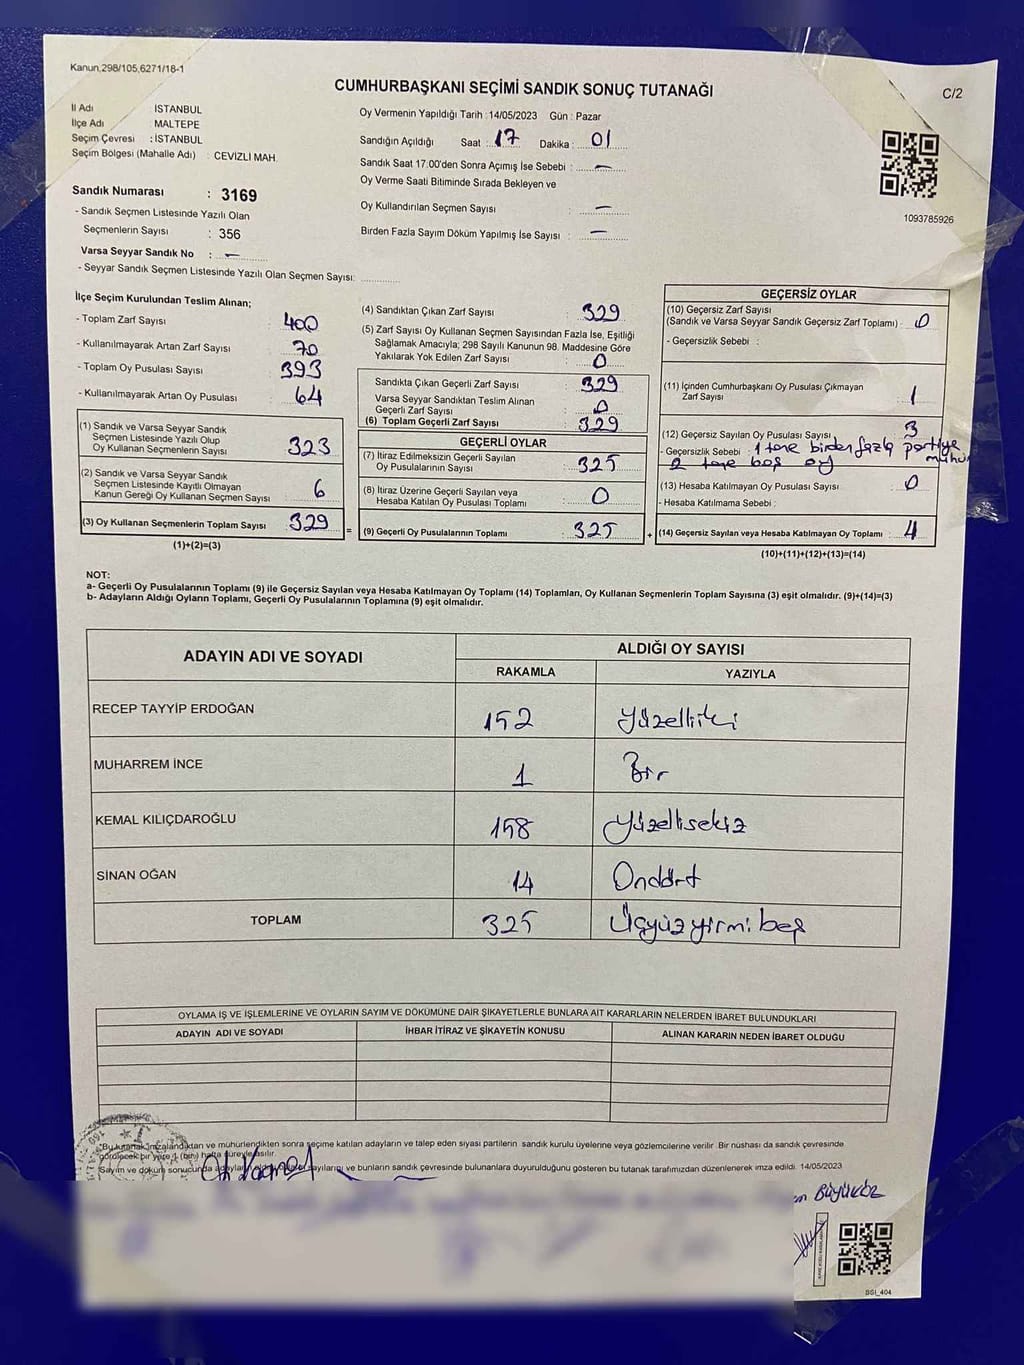 Kanun,298/105,6271/18-1
CUMHURBAŞKANI SEÇİMİ SANDIK SONUÇ TUTANAĞI
C/2
İl Adı İSTANBUL
İlçe Adı MALTEPE
Seçim Çevresi : İSTANBUL
Seçim Bölgesi (Mahalle Adı) : CEVİZLİ MAH.
Oy Vermenin Yapıldığı Tarih : 14/05/2023 Gün : Pazar
Sandığın Açıldığı Saat : 17 Dakika : 01
Sandık Saat 17:00'den Sonra Açımış İse Sebebi : —
Oy Verme Saati Bitiminde Sırada Bekleyen ve
Oy Kullandırılan Seçmen Sayısı : —
Birden Fazla Sayım Döküm Yapılmış İse Sayısı : —
1093785926
Sandık Numarası : 3169
- Sandık Seçmen Listesinde Yazılı Olan
Seçmenlerin Sayısı : 356
Varsa Seyyar Sandık No : —
- Seyyar Sandık Seçmen Listesinde Yazılı Olan Seçmen Sayısı:
İlçe Seçim Kurulundan Teslim Alınan;
- Toplam Zarf Sayısı : 400
- Kullanılmayarak Artan Zarf Sayısı : 70
- Toplam Oy Pusulası Sayısı : 393
- Kullanılmayarak Artan Oy Pusulası : 64
(1) Sandık ve Varsa Seyyar Sandık
Seçmen Listesinde Yazılı Olup
Oy Kullanan Seçmenlerin Sayısı : 323
(2) Sandık ve Varsa Seyyar Sandık
Seçmen Listesinde Kayıtlı Olmayan
Kanun Gereği Oy Kullanan Seçmen Sayısı : 6
(3) Oy Kullanan Seçmenlerin Toplam Sayısı : 329
(1)+(2)=(3)
(4) Sandıktan Çıkan Zarf Sayısı : 329
(5) Zarf Sayısı Oy Kullanan Seçmen Sayısından Fazla İse, Eşitliği
Sağlamak Amacıyla; 298 Sayılı Kanunun 98. Maddesine Göre
Yakılarak Yok Edilen Zarf Sayısı : 0
Sandıkta Çıkan Geçerli Zarf Sayısı : 329
Varsa Seyyar Sandıktan Teslim Alınan
Geçerli Zarf Sayısı : 0
(6) Toplam Geçerli Zarf Sayısı : 329
GEÇERLİ OYLAR
(7) İtiraz Edilmeksizin Geçerli Sayılan
Oy Pusulalarının Sayısı : 325
(8) İtiraz Üzerine Geçerli Sayılan veya
Hesaba Katılan Oy Pusulası Toplamı : 0
= (9) Geçerli Oy Pusulalarının Toplamı : 325
GEÇERSİZ OYLAR
(10) Geçersiz Zarf Sayısı
(Sandık ve Varsa Seyyar Sandık Geçersiz Zarf Toplamı) : 0
- Geçersizlik Sebebi :
(11) İçinden Cumhurbaşkanı Oy Pusulası Çıkmayan
Zarf Sayısı : 1
(12) Geçersiz Sayılan Oy Pusulası Sayısı : 3
- Geçersizlik Sebebi : 1 tane birden fazla partiye mühür
2 tane boş oy
(13) Hesaba Katılmayan Oy Pusulası Sayısı : 0
- Hesaba Katılmama Sebebi :
+ (14) Geçersiz Sayılan veya Hesaba Katılmayan Oy Toplamı : 4
(10)+(11)+(12)+(13)=(14)
NOT:
a- Geçerli Oy Pusulalarının Toplamı (9) ile Geçersiz Sayılan veya Hesaba Katılmayan Oy Toplamı (14) Toplamları, Oy Kullanan Seçmenlerin Toplam Sayısına (3) eşit olmalıdır. (9)+(14)=(3)
b- Adayların Aldığı Oyların Toplamı, Geçerli Oy Pusulalarının Toplamına (9) eşit olmalıdır.
ADAYIN ADI VE SOYADI
ALDIĞI OY SAYISI
RAKAMLA YAZIYLA
RECEP TAYYİP ERDOĞAN 152 Yüzelliiki
MUHARREM İNCE 1 Bir
KEMAL KILIÇDAROĞLU 158 Yüzellisekiz
SİNAN OĞAN 14 Ondört
TOPLAM 325 Üçyüzyirmi beş
OYLAMA İŞ VE İŞLEMLERİNE VE OYLARIN SAYIM VE DÖKÜMÜNE DAİR ŞİKAYETLERLE BUNLARA AİT KARARLARIN NELERDEN İBARET BULUNDUKLARI
ADAYIN ADI VE SOYADI İHBAR İTİRAZ VE ŞİKAYETİN KONUSU ALINAN KARARIN NEDEN İBARET OLDUĞU
"Bu tutanak imzalandıktan ve mühürlendikten sonra seçime katılan adayların ve talep eden siyasi partilerin sandık kurulu üyelerine veya gözlemcilerine verilir. Bir nüshası da sandık çevresinde
görülecek bir yere 1 (bir) hafta süreyle asılır.
Sayım ve döküm sonucunda adayların sayılarını ve bunların sandık çevresinde bulunanlara duyurulduğunu gösteren bu tutanak tarafımızdan düzenlenerek imza edildi. 14/05/2023
BÜYÜKÖZ
SSI_404